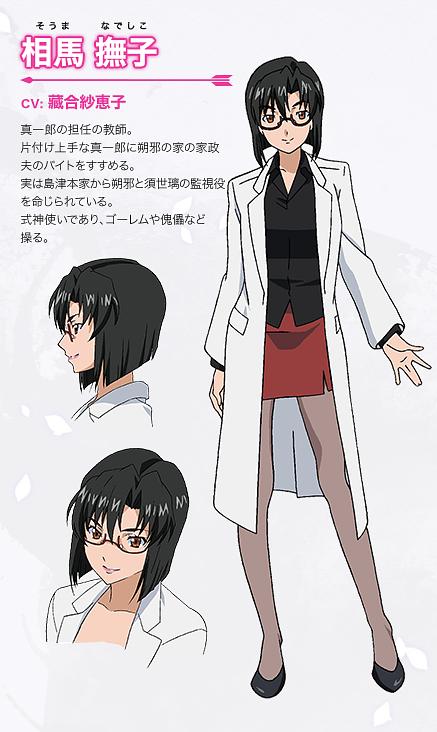 そうま なでしこ
相馬 撫子
CV: 藏合紗恵子
真一郎の担任の教師。
片付け上手な真一郎に朔邪の家の家政
夫のバイトをすすめる。
実は島津本家から朔邪と須世璃の監視役
を命じられている。
式神使いであり、ゴーレムや傀儡など
操る。